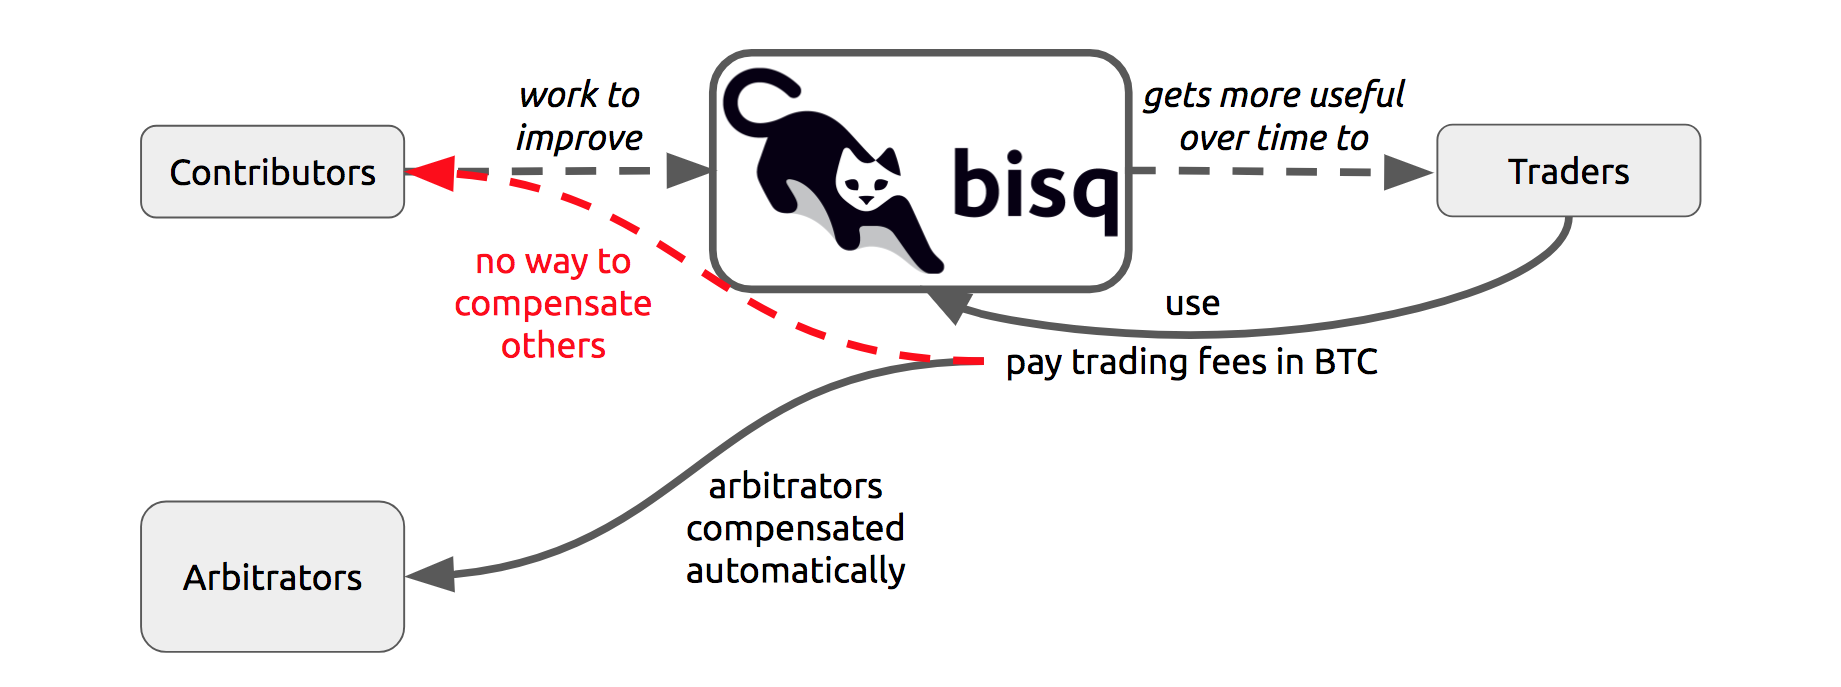 work to
improve
gets more useful
over time to
Contributors
bisq
Traders
no way to
compensate
others
use
pay trading fees in BTC
arbitrators
compensated
automatically
Arbitrators